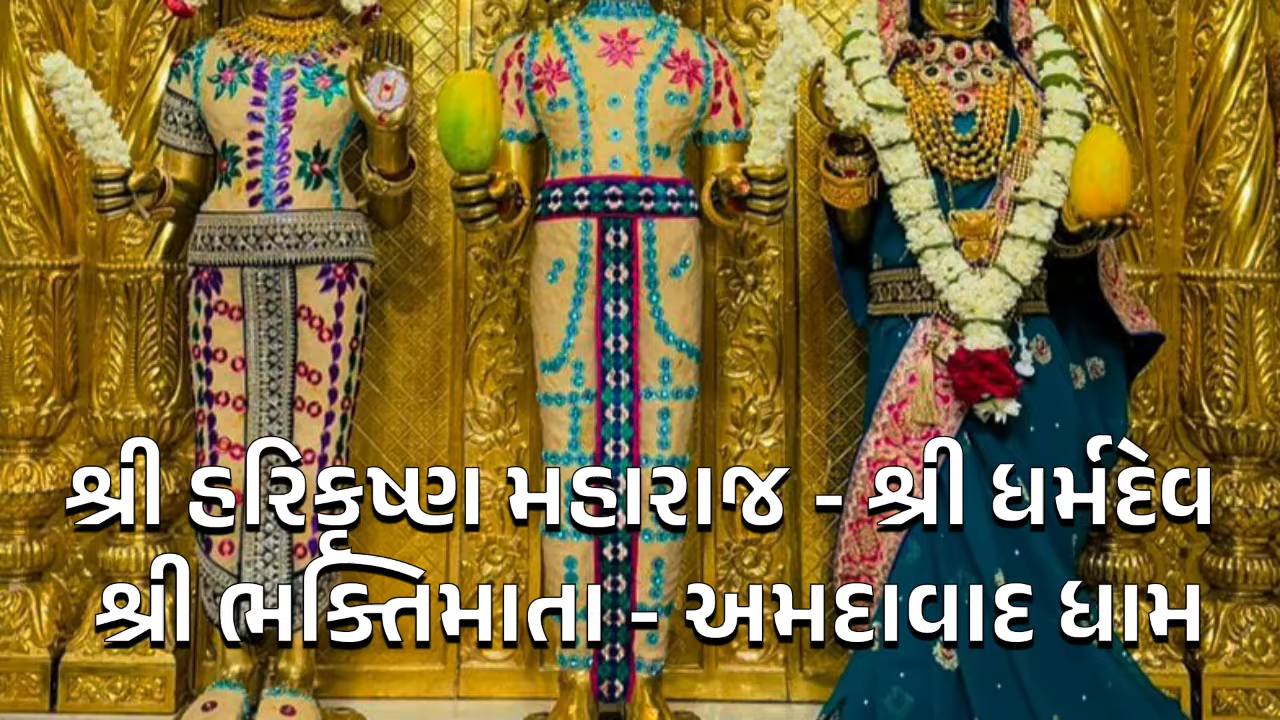 શ્રી હરિકૃષ્ણ મહારાજ - શ્રી ધર્મદેવ
શ્રી ભક્તિમાતા - અમદાવાદ ધામ